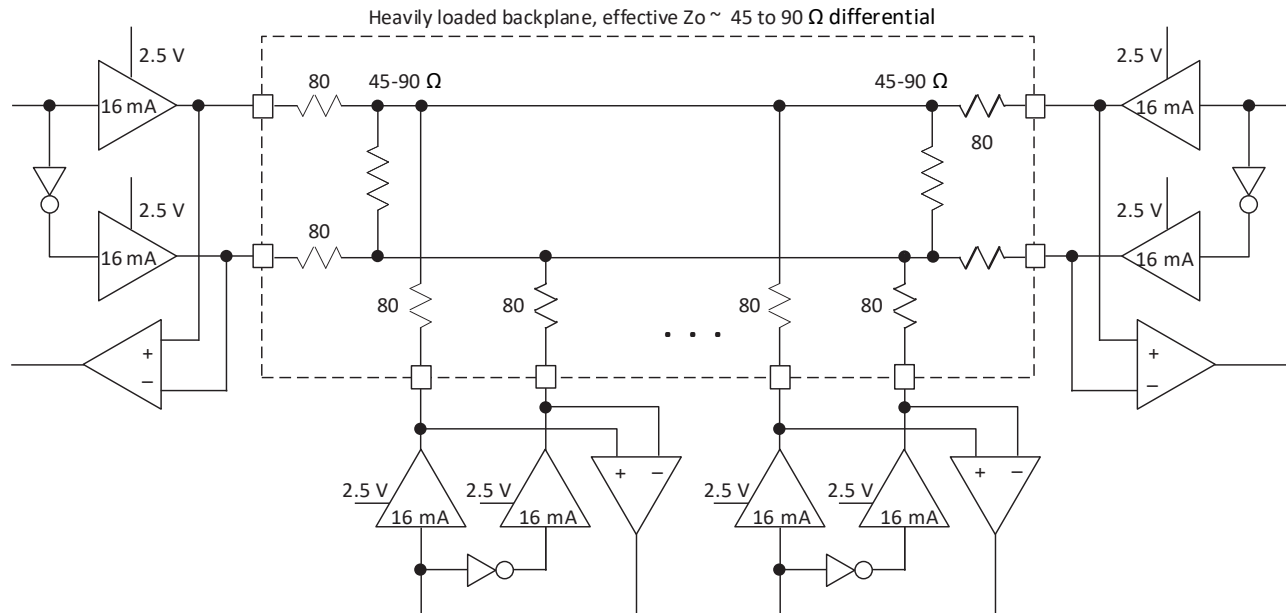 Heavily loaded backplane, effective Zo ~ 45 to 90 Ω differential
2.5 V
80
45-90 Ω
45-90 Ω
2.5 V
16 mA
16 mA
80
2.5 V
80
2.5 V
16 mA
16 mA
80
80
80
80
. . .
+
−
+
−
+ −
+ −
2.5 V
2.5 V
2.5 V
2.5 V
16 mA
16 mA
16 mA
16 mA